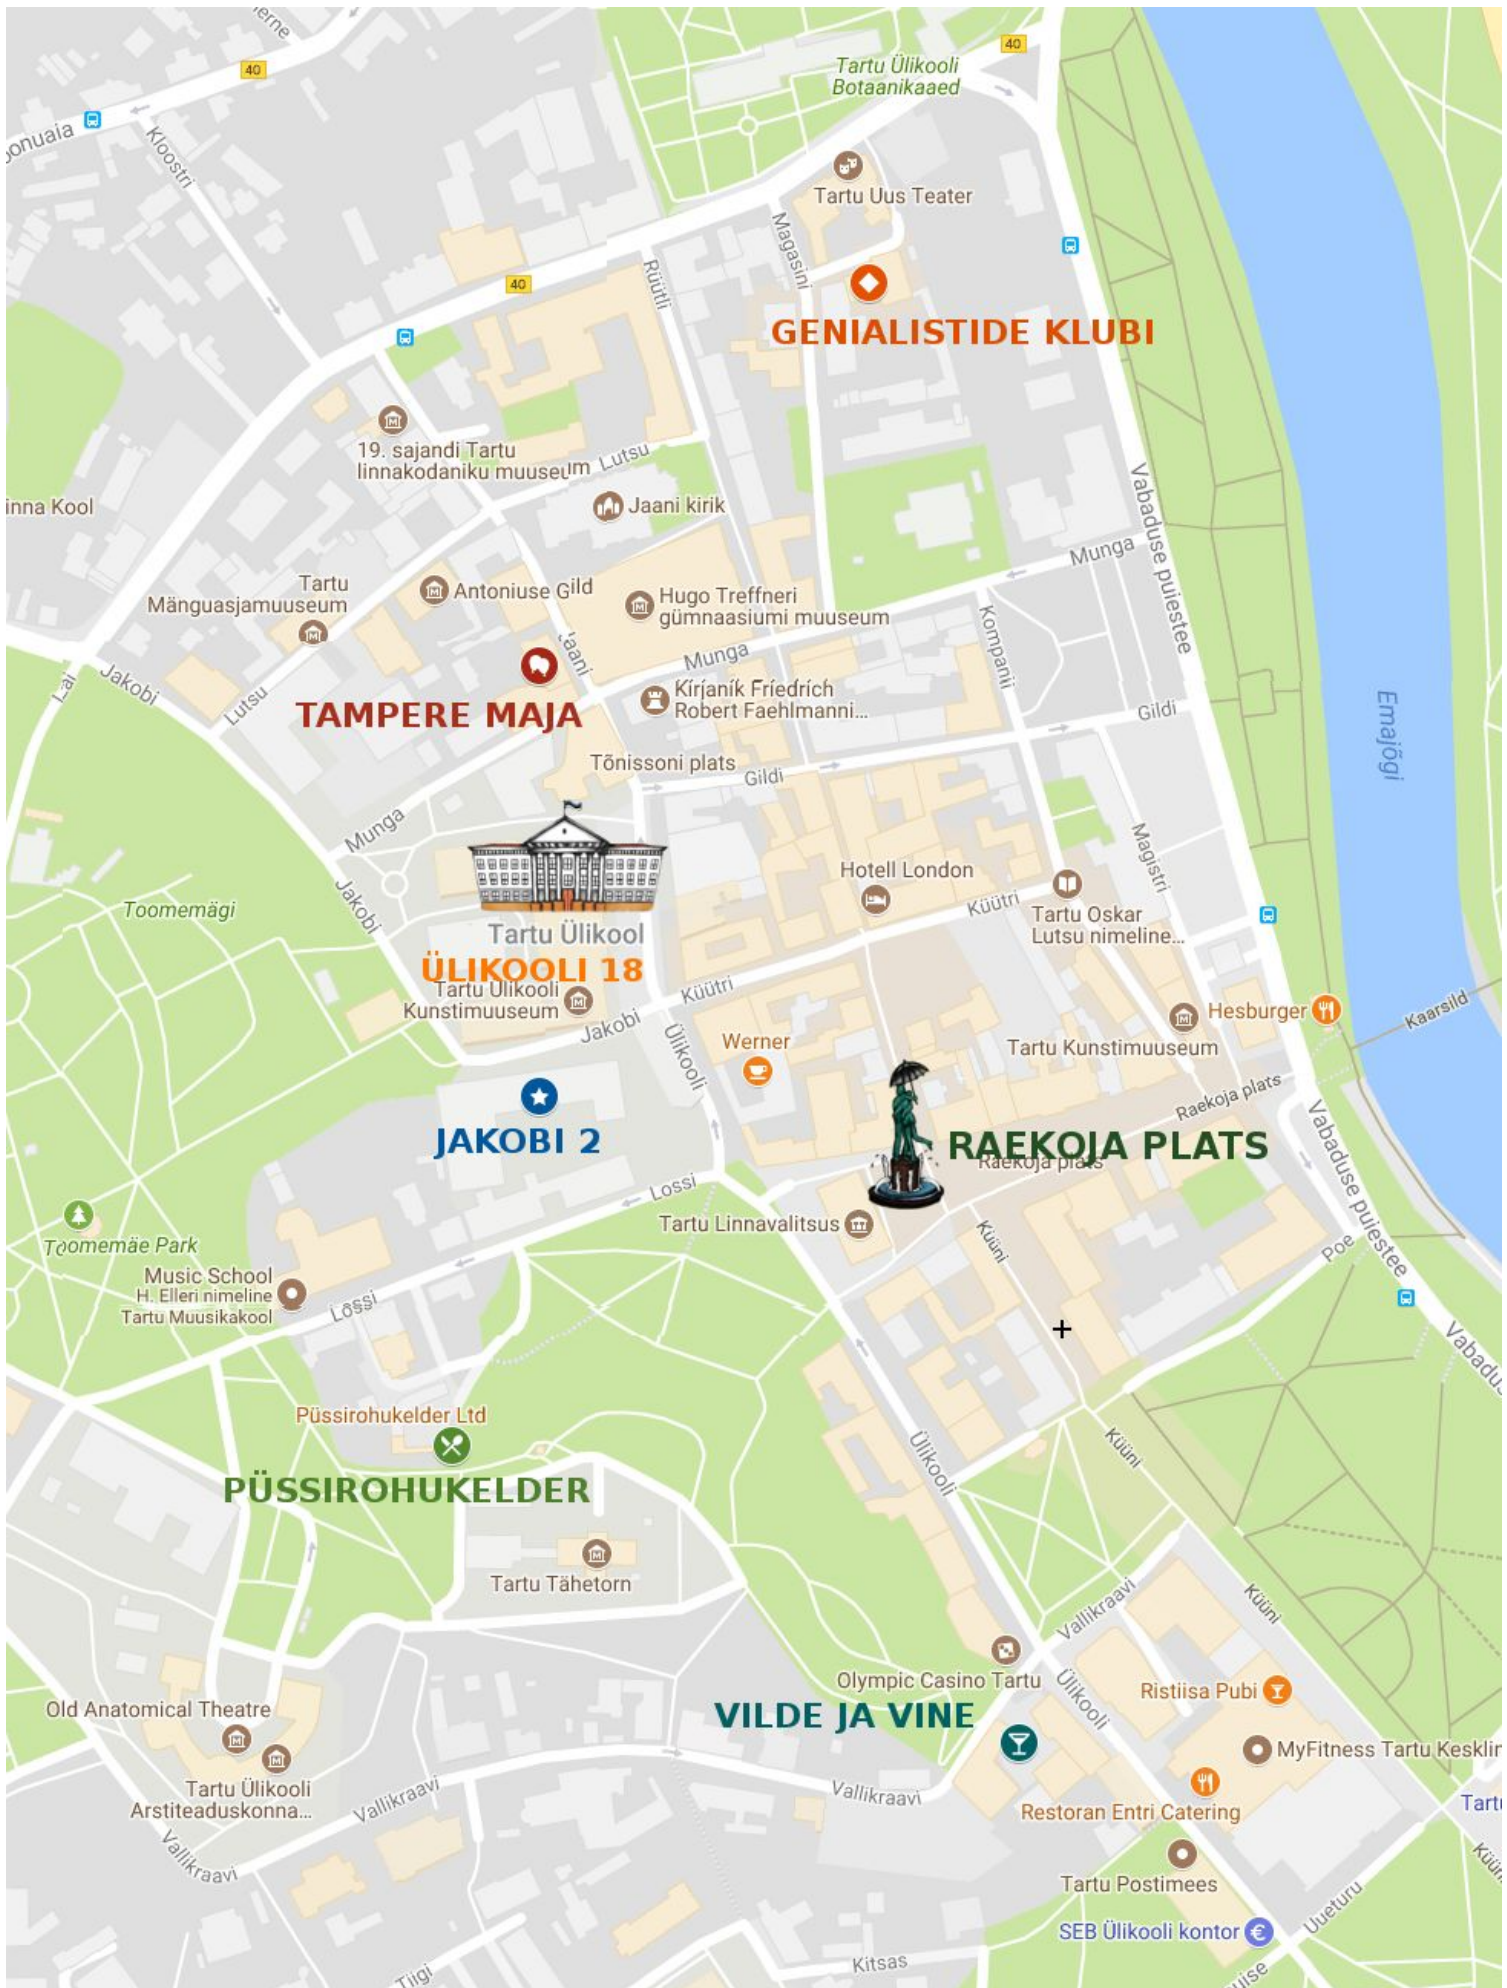 40
40
Tartu Ülikooli
Botaanikaaed
Kloostri
Tartu Uus Teater
Magasini
Rüütli
40
GENIALISTIDE KLUBI
19. sajandi Tartu
linnakodaniku muuseum
Lutsu
inna Kool
Jaani kirik
Vabaduse puiestee
Munga
Tartu
Mänguasjamuuseum
Antoniuse Gild
Hugo Treffneri
gümnaasiumi muuseum
Kompanii
Jaani
Munga
Lai
Jakobi
Lutsu
TAMPERE MAJA
Kirjanik Friedrich
Robert Faehlmanni...
Gildi
Emajõgi
Tõnissoni plats
Gildi
Munga
Magistri
Hotell London
Küütri
Tartu Oskar
Lutsu nimeline...
Toomemägi
Jakobi
Tartu Ülikool
ÜLIKOOLI 18
Tartu Ülikooli
Kunstimuuseum
Küütri
Jakobi
Ülikooli
Werner
Hesburger
Kaarsild
Tartu Kunstimuuseum
Raekoja plats
JAKOBI 2
RAEKOJA PLATS
Raekoja plats
Vabaduse puiestee
Lossi
Tartu Linnavalitsus
Küüni
Poe
Toomemäe Park
Music School
H. Elleri nimeline
Tartu Muusikakool
Lossi
Püssirohukelder Ltd
PÜSSIROHUKELDER
Ülikooli
Küüni
Tartu Tähetorn
Vallikraavi
Küüni
Olympic Casino Tartu
Ülikooli
Ristiisa Pubi
VILDE JA VINE
Old Anatomical Theatre
MyFitness Tartu Kesklin
Tartu Ülikooli
Arstiteaduskonna...
Vallikraavi
Vallikraavi
Restoran Entri Catering
Vallikraavi
Tartu Postimees
Uueturu
SEB Ülikooli kontor
Kitsas
Tiigi